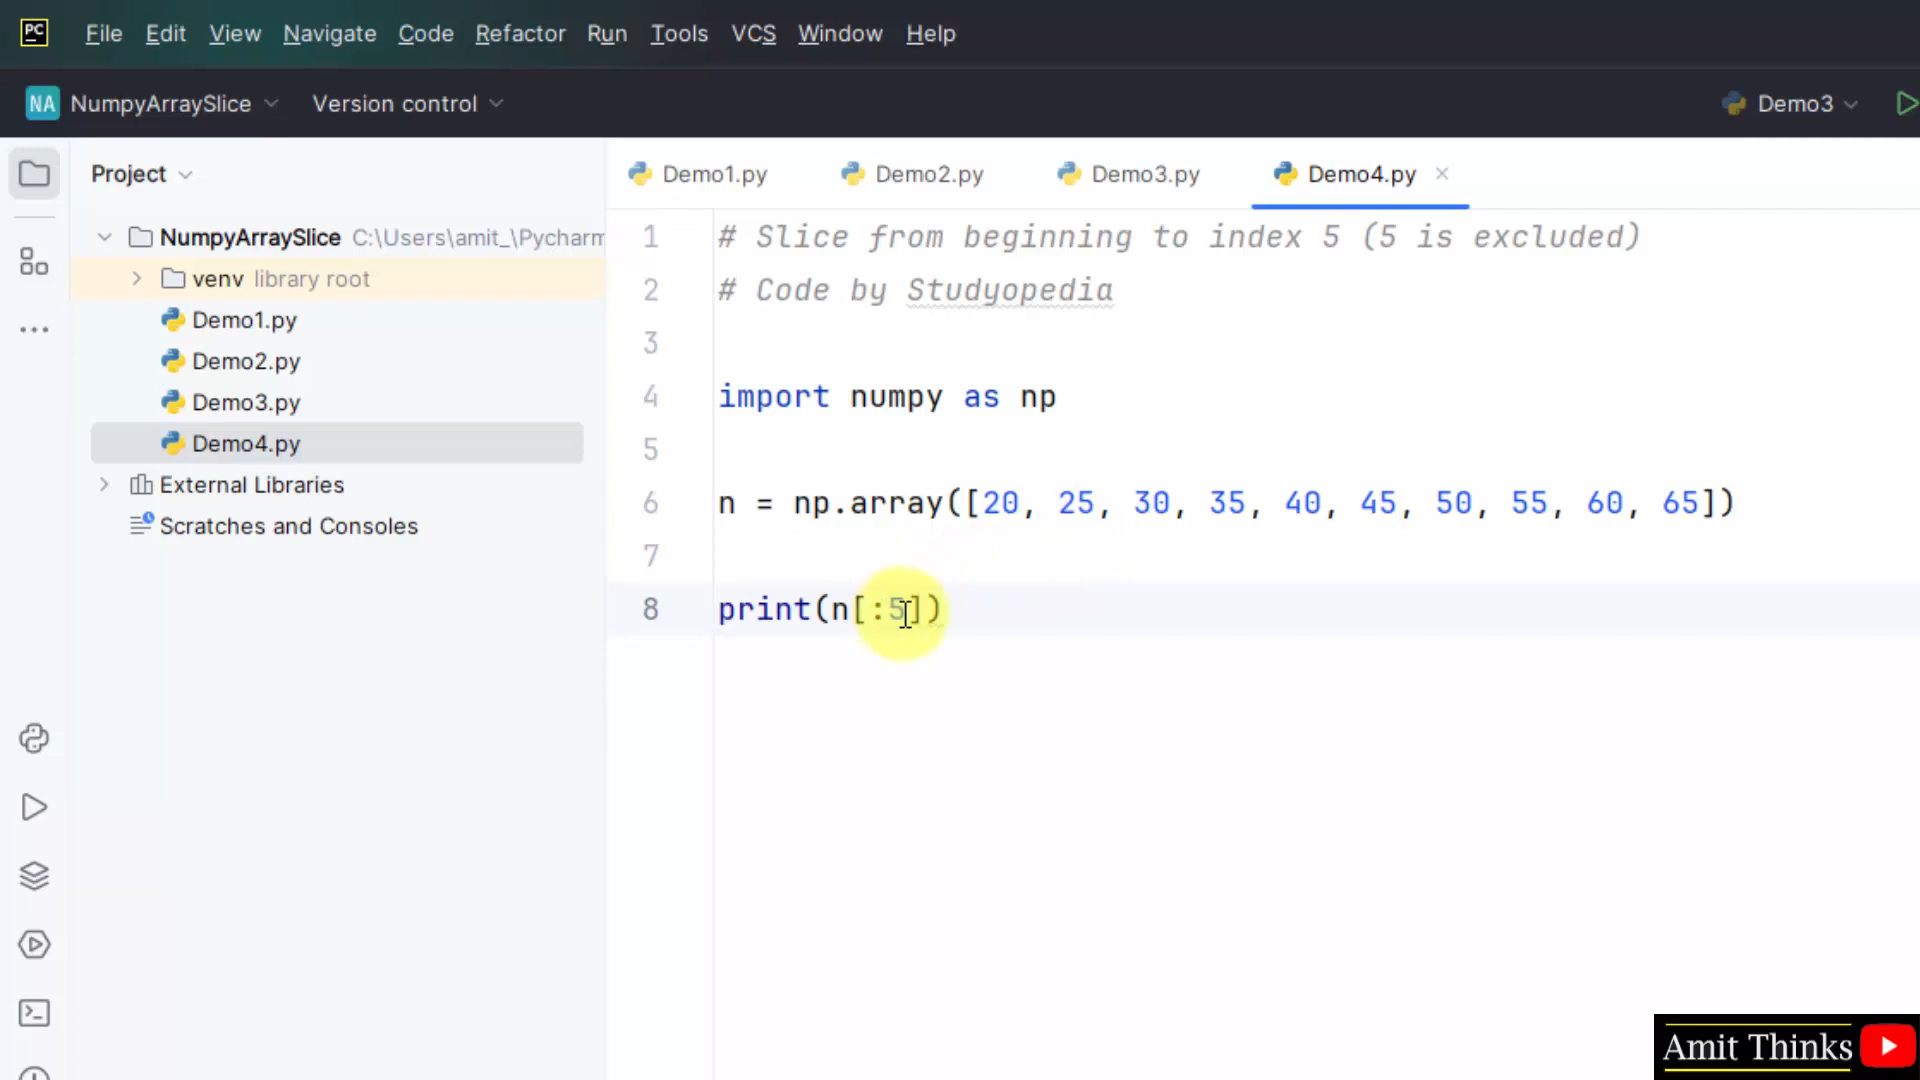 PC File Edit View Navigate Code Refactor Run Tools VCS Window Help
NA NumpyArraySlice Version control Demo3
Project Demo1.py Demo2.py Demo3.py Demo4.py
NumpyArraySlice C:\Users\amit_\Pycharm
venv library root
Demo1.py
Demo2.py
Demo3.py
Demo4.py
External Libraries
Scratches and Consoles
1 # Slice from beginning to index 5 (5 is excluded)
2 # Code by Studyopedia
3
4 import numpy as np
5
6 n = np.array([20, 25, 30, 35, 40, 45, 50, 55, 60, 65])
7
8 print(n[:5])
Amit Thinks